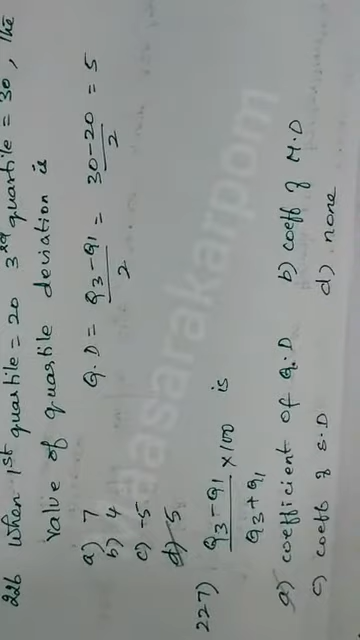 226 When 1st quartile = 20 3rd quartile = 30, the
value of quartile deviation is
a) 7
b) 4
c) -5
d) 5
Q.D = Q3 - Q1 / 2 = 30 - 20 / 2 = 5
227) Q3 - Q1 / Q3 + Q1 × 100 is
a) coefficient of Q.D b) coeff of M.D
c) coeff of S.D d) none
Vaasarakarpom